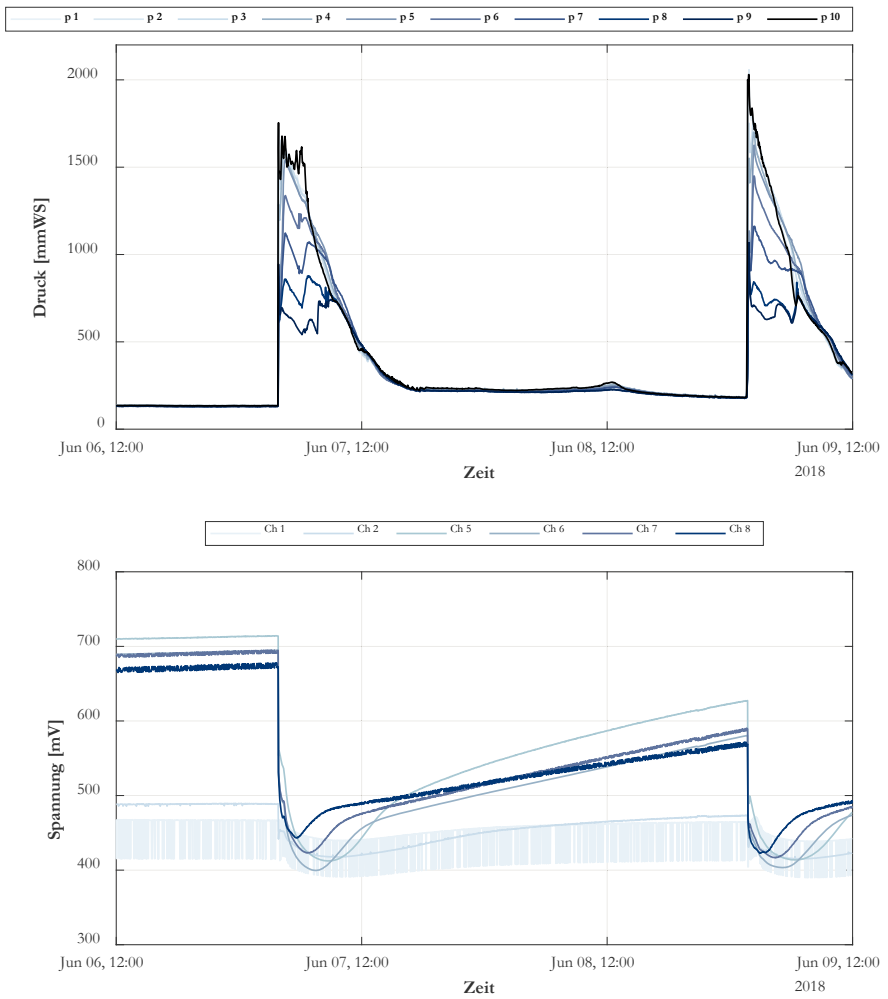 p 1 p 2 p 3 p 4 p 5 p 6 p 7 p 8 p 9 p 10
2000
1500
1000
500
0
Druck [mmWS]
Jun 06, 12:00 Jun 07, 12:00 Jun 08, 12:00 Jun 09, 12:00
Zeit
2018
Ch 1 Ch 2 Ch 5 Ch 6 Ch 7 Ch 8
800
700
600
500
400
300
Spannung [mV]
Jun 06, 12:00 Jun 07, 12:00 Jun 08, 12:00 Jun 09, 12:00
Zeit
2018